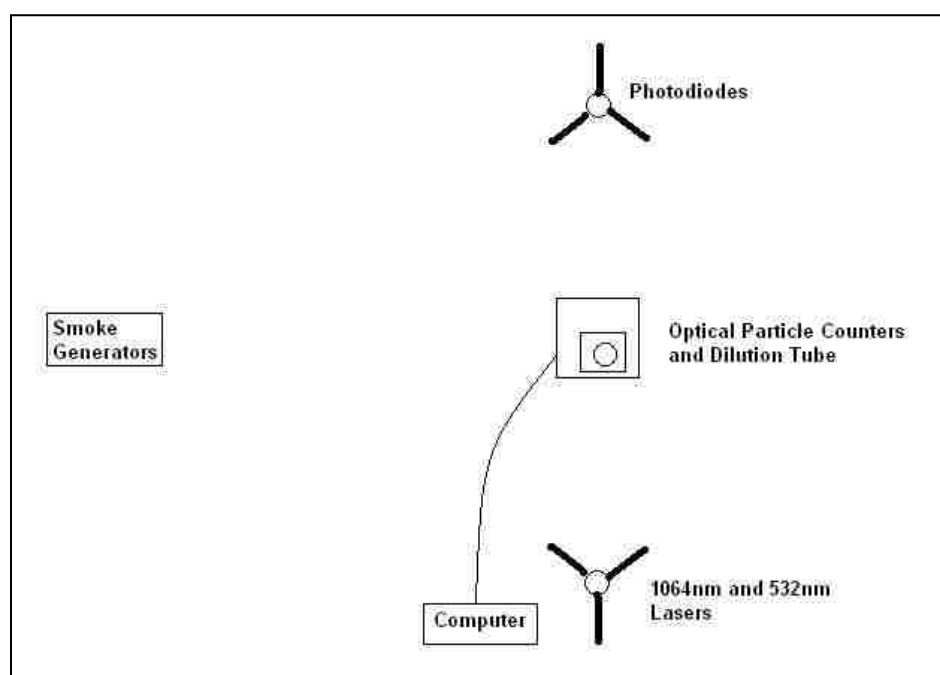 Photodiodes
Smoke
Generators
Optical Particle Counters
and Dilution Tube
1064nm and 532nm
Lasers
Computer